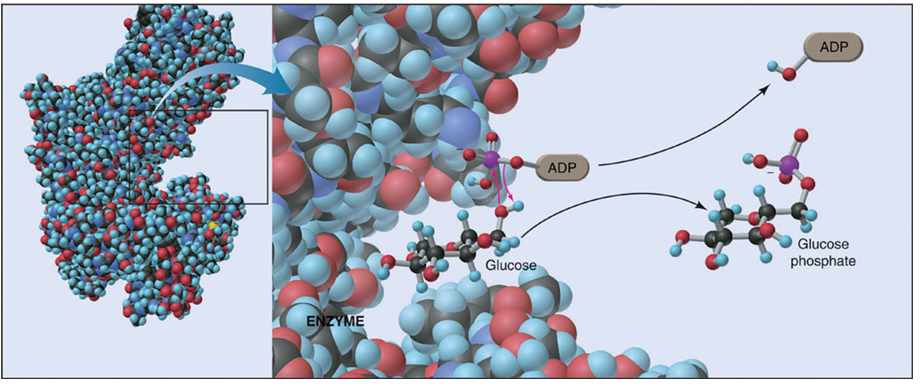 ADP
ADP
Glucose
Glucose
phosphate
ENZYME